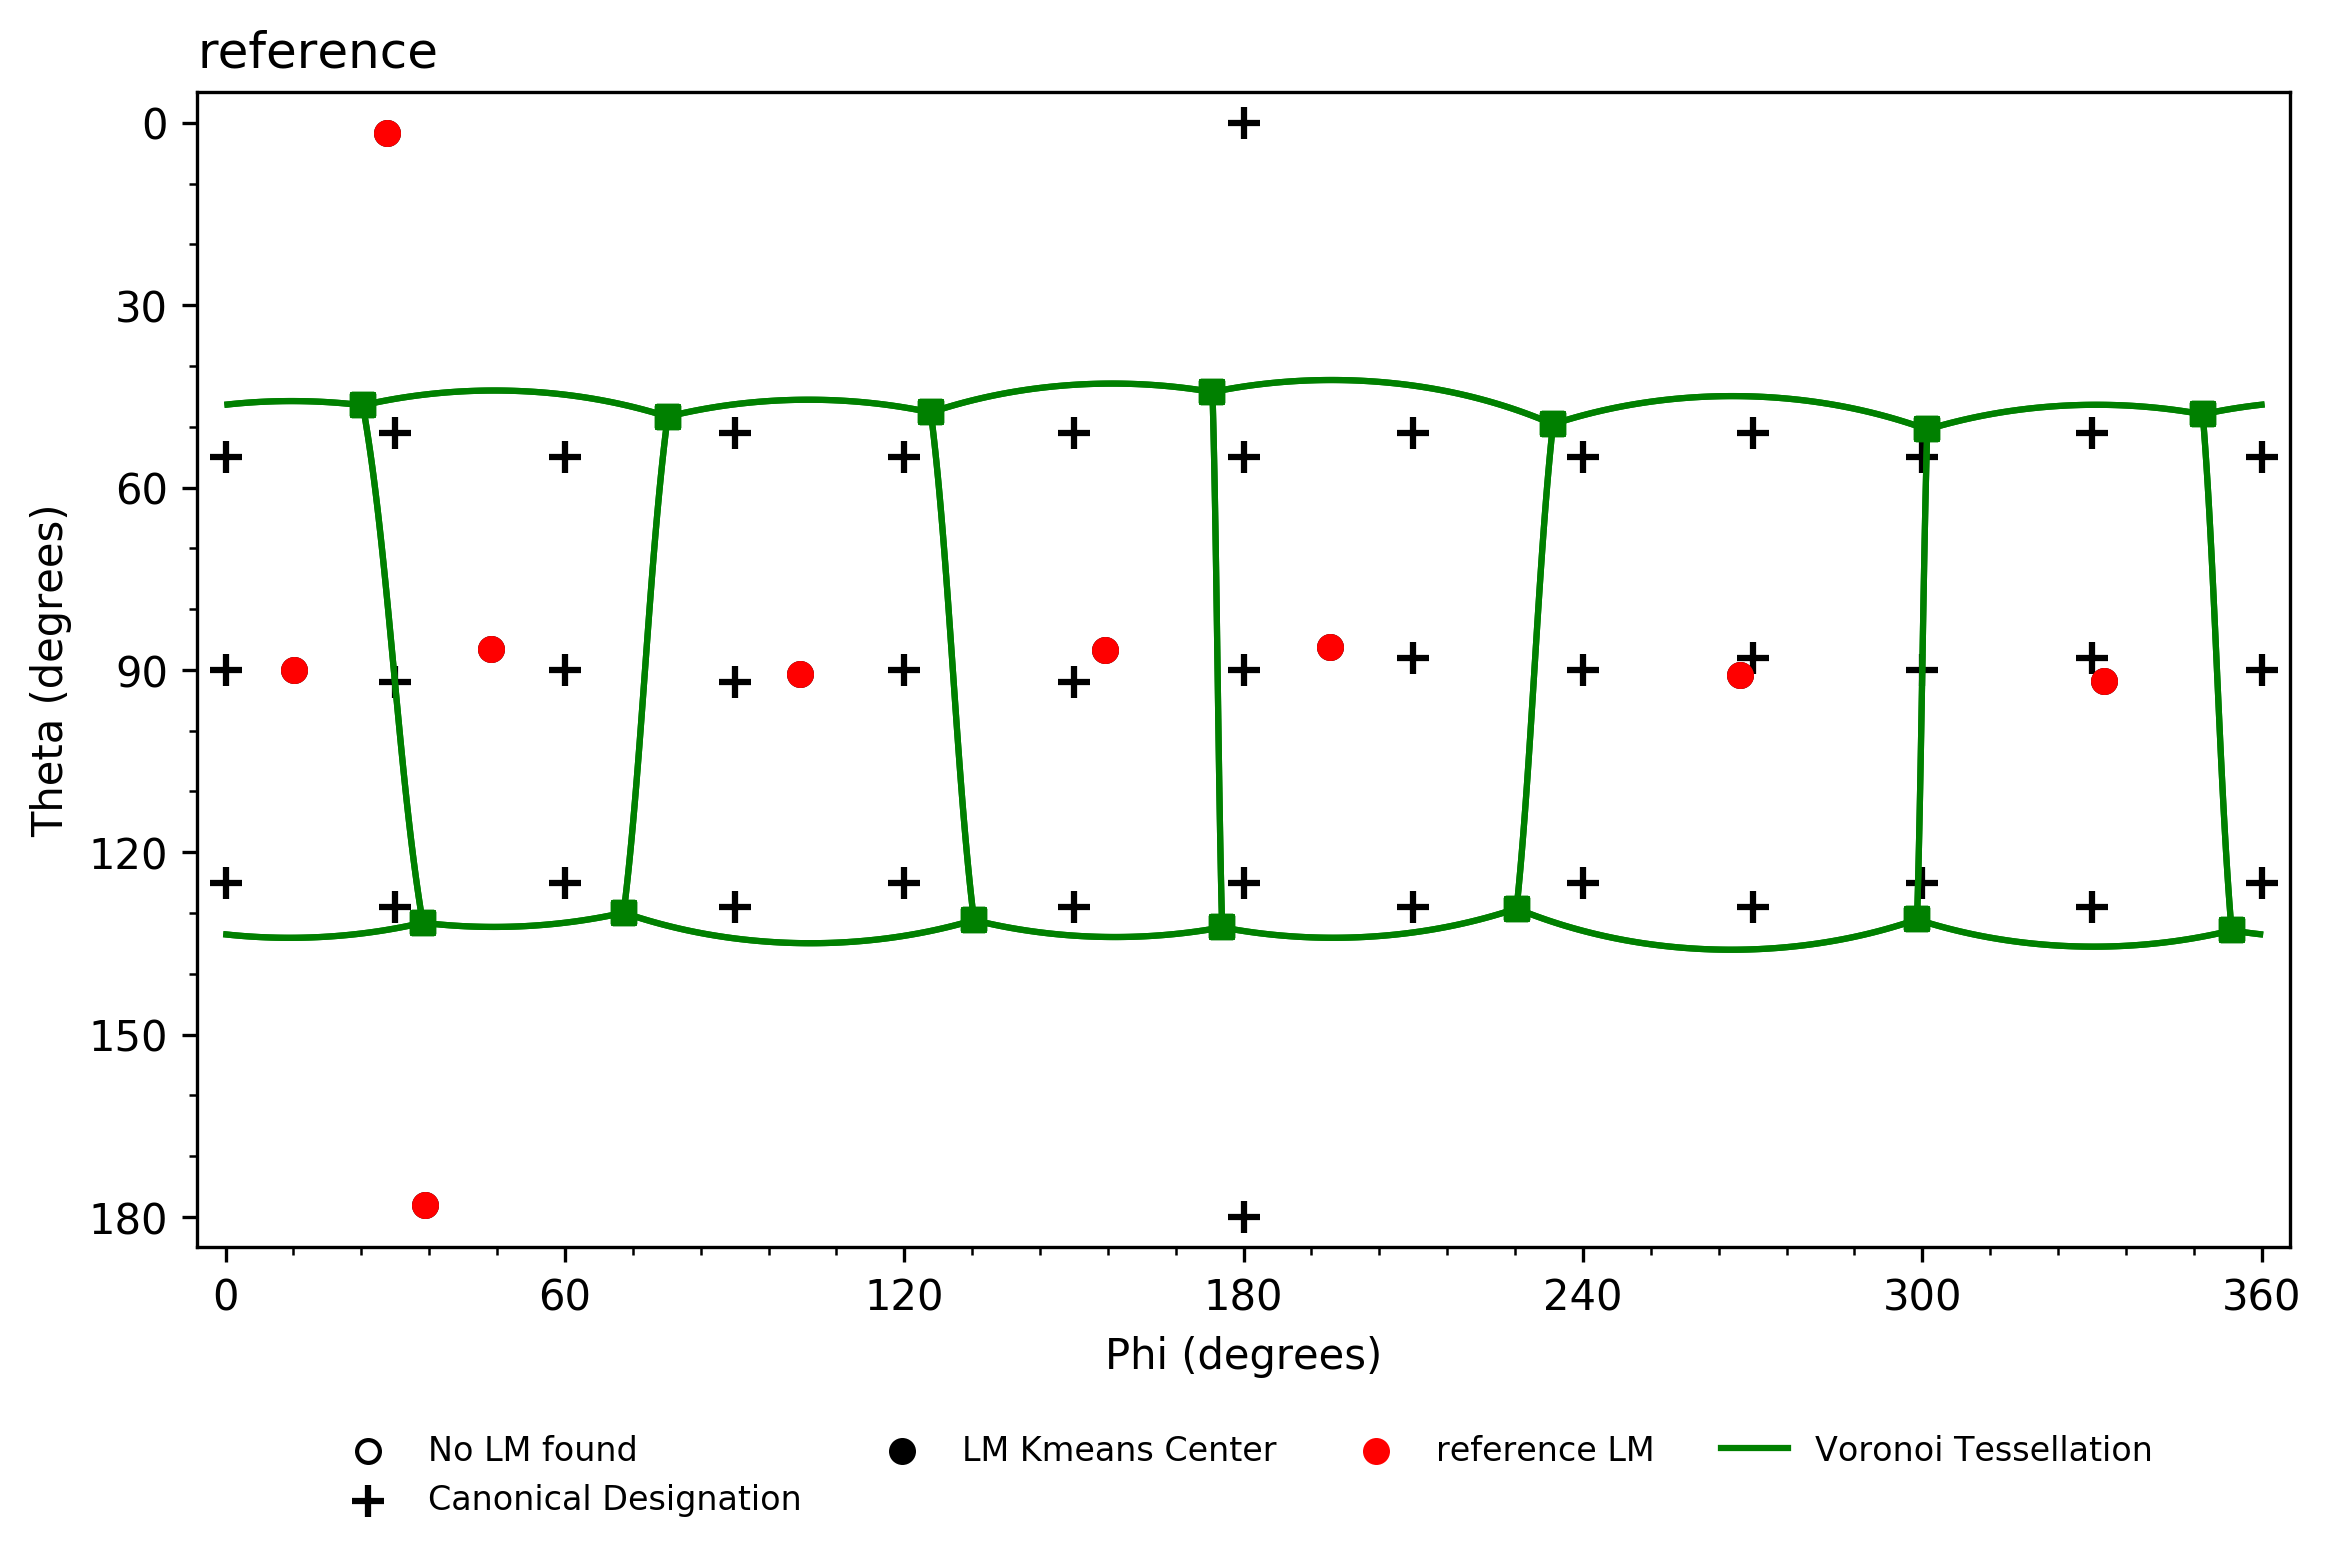 reference
0
30
60
90
120
150
180
Theta (degrees)
0 60 120 180 240 300 360
Phi (degrees)
No LM found LM Kmeans Center reference LM Voronoi Tessellation
Canonical Designation